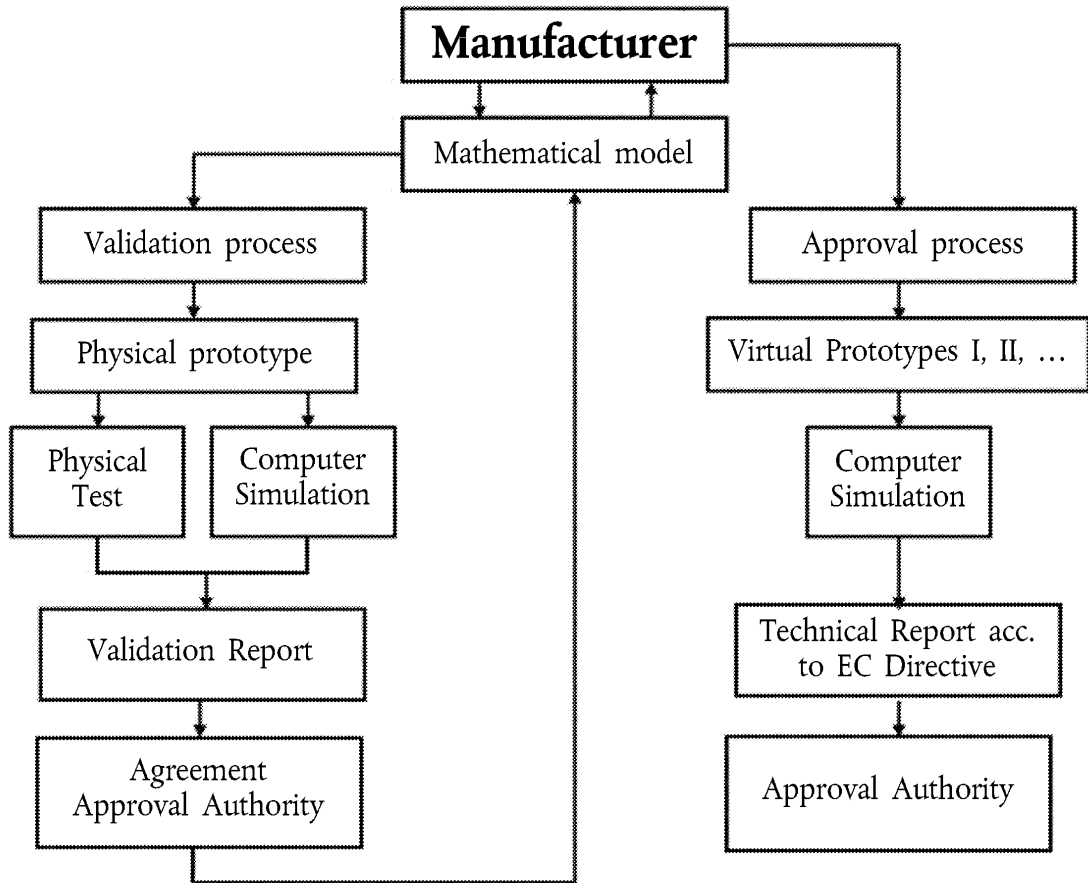 Manufacturer
Mathematical model
Validation process
Approval process
Physical prototype
Virtual Prototypes I, II, …
Physical
Test
Computer
Simulation
Computer
Simulation
Validation Report
Technical Report acc.
to EC Directive
Agreement
Approval Authority
Approval Authority